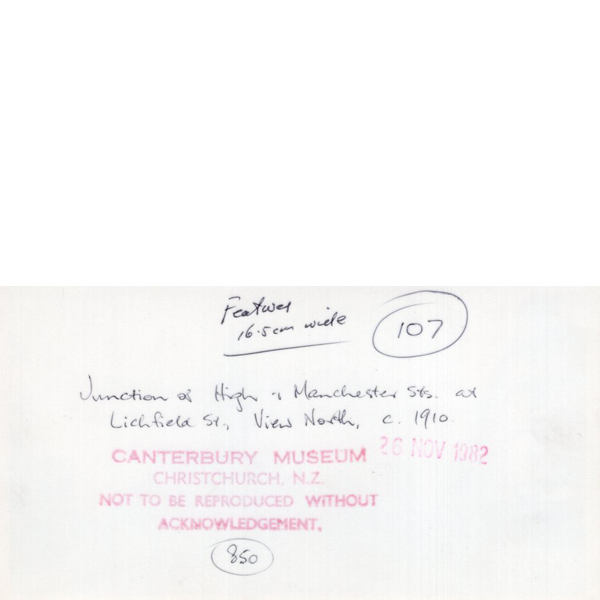 Features
16.5cm wide
107
Junction of High & Manchester Sts. at
Lichfield St., View North, c. 1910.
CANTERBURY MUSEUM
26 NOV 1982
CHRISTCHURCH, N.Z.
NOT TO BE REPRODUCED WITHOUT
ACKNOWLEDGEMENT.
850